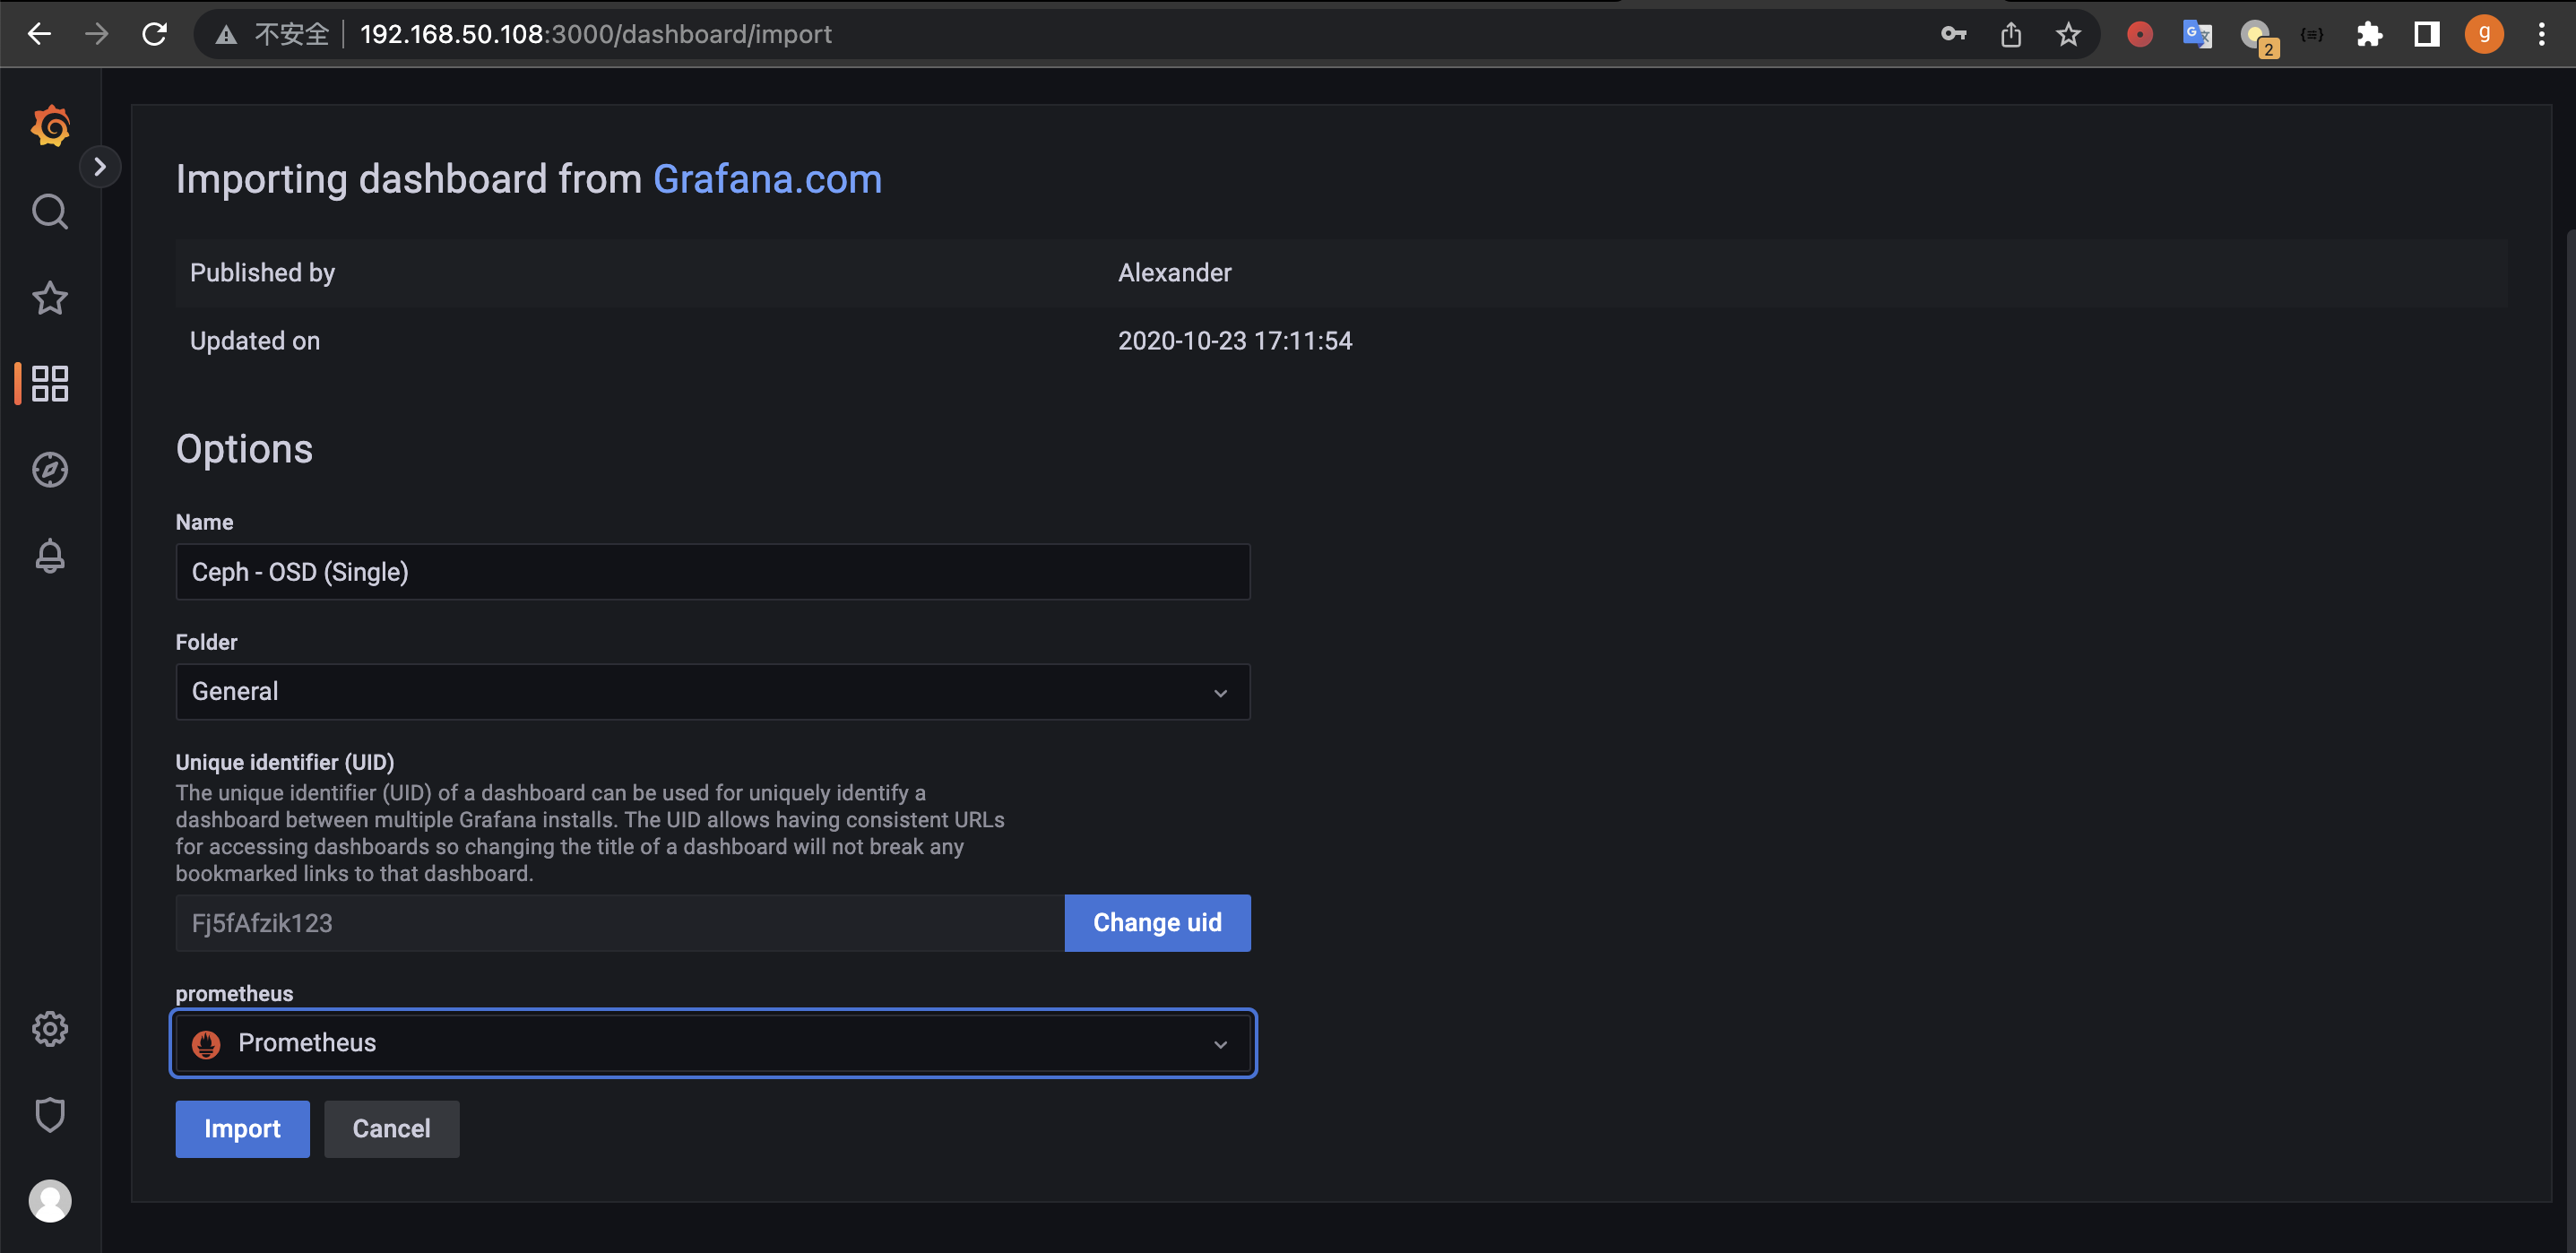 不安全 192.168.50.108:3000/dashboard/import
2
g
Importing dashboard from Grafana.com
Published by Alexander
Updated on 2020-10-23 17:11:54
Options
Name
Ceph - OSD (Single)
Folder
General
Unique identifier (UID)
The unique identifier (UID) of a dashboard can be used for uniquely identify a
dashboard between multiple Grafana installs. The UID allows having consistent URLs
for accessing dashboards so changing the title of a dashboard will not break any
bookmarked links to that dashboard.
Fj5fAfzik123 Change uid
prometheus
Prometheus
Import Cancel